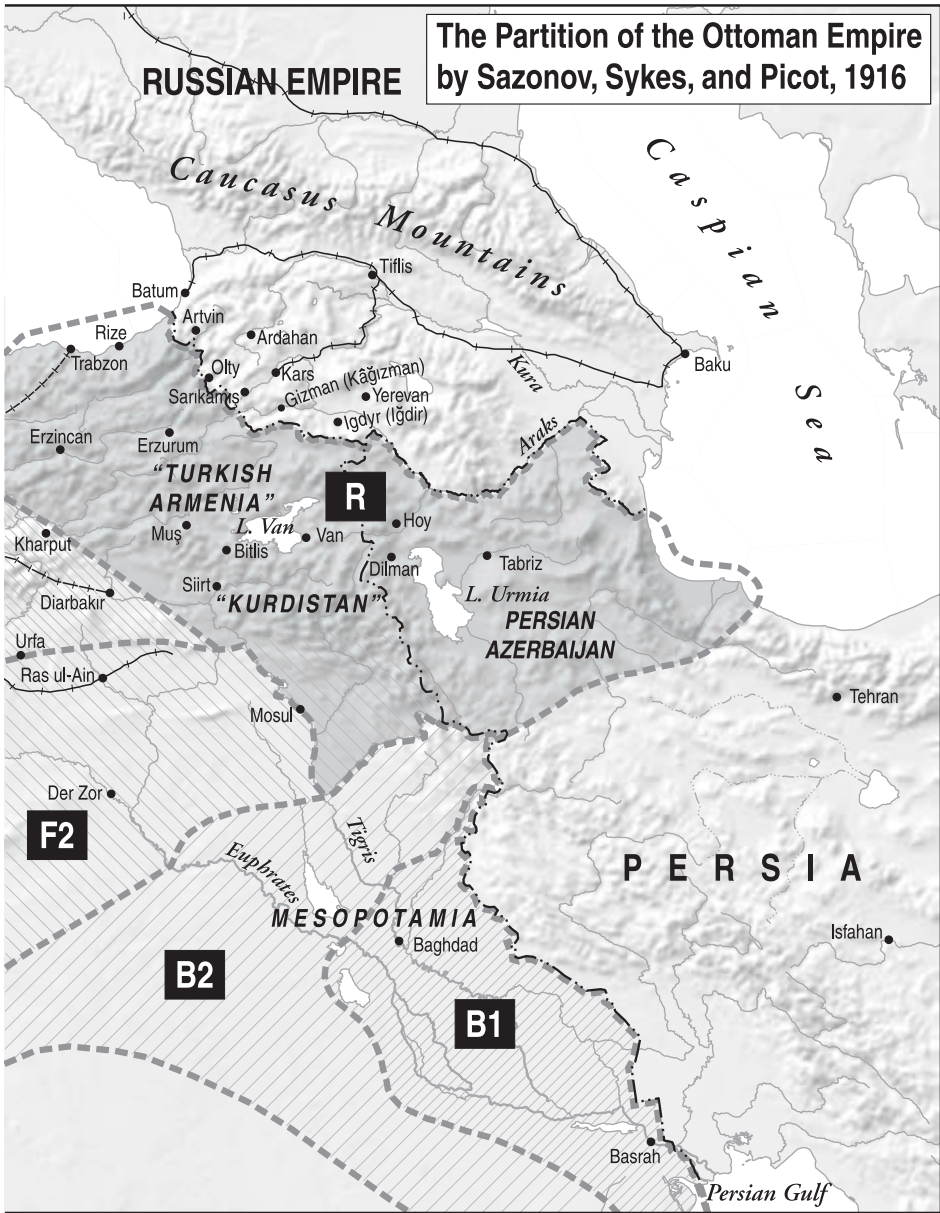 The Partition of the Ottoman Empire
by Sazonov, Sykes, and Picot, 1916
RUSSIAN EMPIRE
Caucasus Mountains
Caspian Sea
Tiflis
Batum
Artvin
Rize
Ardahan
Trabzon
Baku
Olty
Kars
Kura
Sarıkamış
Gizman (Kâğızman)
Yerevan
Igdyr (Iğdir)
Araks
Erzincan
Erzurum
“TURKISH
ARMENIA”
R
L. Van
Muş
Van
Hoy
Kharput
Bitlis
Dilman
Tabriz
Siirt
Diarbakır
“KURDISTAN”
L. Urmia
PERSIAN
AZERBAIJAN
Urfa
Ras ul-Ain
Mosul
Tehran
Der Zor
F2
Tigris
Euphrates
PERSIA
MESOPOTAMIA
Baghdad
Isfahan
B2
B1
Basrah
Persian Gulf